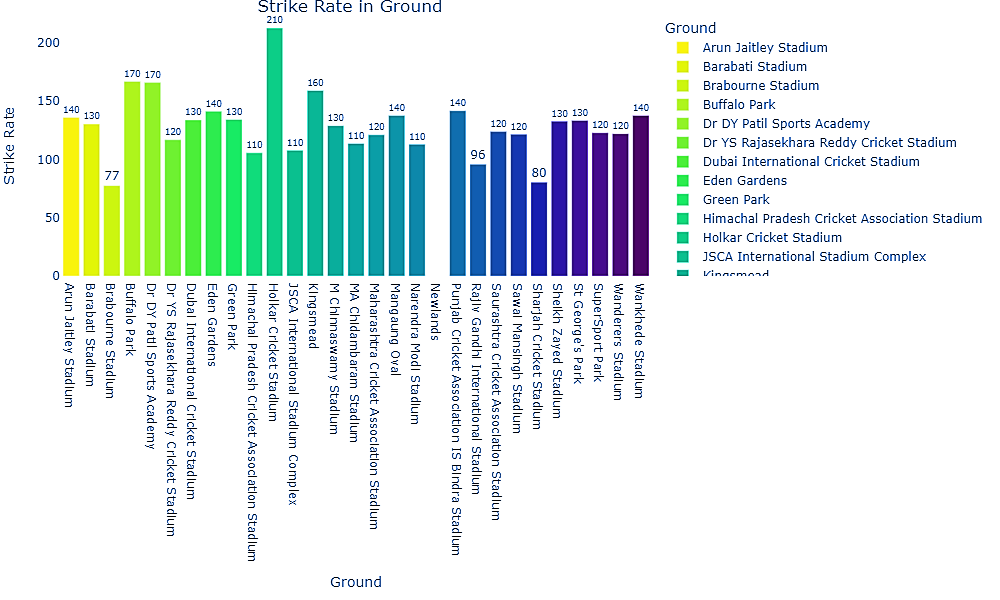 Strike Rate in Ground
Strike Rate
200
150
100
50
0
140
130
77
170
170
120
130
140
130
110
210
110
160
130
110
120
140
110
140
96
120
120
80
130
130
120
120
140
Arun Jaitley Stadium
Barabati Stadium
Brabourne Stadium
Buffalo Park
Dr DY Patil Sports Academy
Dr YS Rajasekhara Reddy Cricket Stadium
Dubai International Cricket Stadium
Eden Gardens
Green Park
Himachal Pradesh Cricket Association Stadium
Holkar Cricket Stadium
JSCA International Stadium Complex
Kingsmead
M Chinnaswamy Stadium
MA Chidambaram Stadium
Maharashtra Cricket Association Stadium
Mangaung Oval
Narendra Modi Stadium
Newlands
Punjab Cricket Association IS Bindra Stadium
Rajiv Gandhi International Stadium
Saurashtra Cricket Association Stadium
Sawai Mansingh Stadium
Sharjah Cricket Stadium
Sheikh Zayed Stadium
St George's Park
SuperSport Park
Wanderers Stadium
Wankhede Stadium
Ground
Ground
Arun Jaitley Stadium
Barabati Stadium
Brabourne Stadium
Buffalo Park
Dr DY Patil Sports Academy
Dr YS Rajasekhara Reddy Cricket Stadium
Dubai International Cricket Stadium
Eden Gardens
Green Park
Himachal Pradesh Cricket Association Stadium
Holkar Cricket Stadium
JSCA International Stadium Complex
Kingsmead